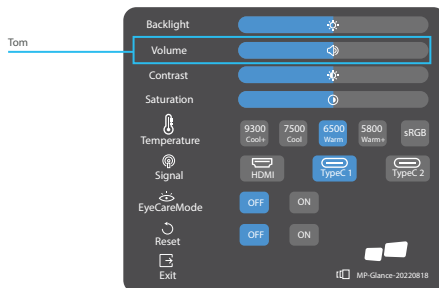 Tom
Backlight
Volume
Contrast
Saturation
Temperature
9300 Cool+
7500 Cool
6500 Warm
5800 Warm+
sRGB
Signal
HDMI
TypeC 1
TypeC 2
EyeCareMode
OFF
ON
Reset
OFF
ON
Exit
MP-Glance-20220818